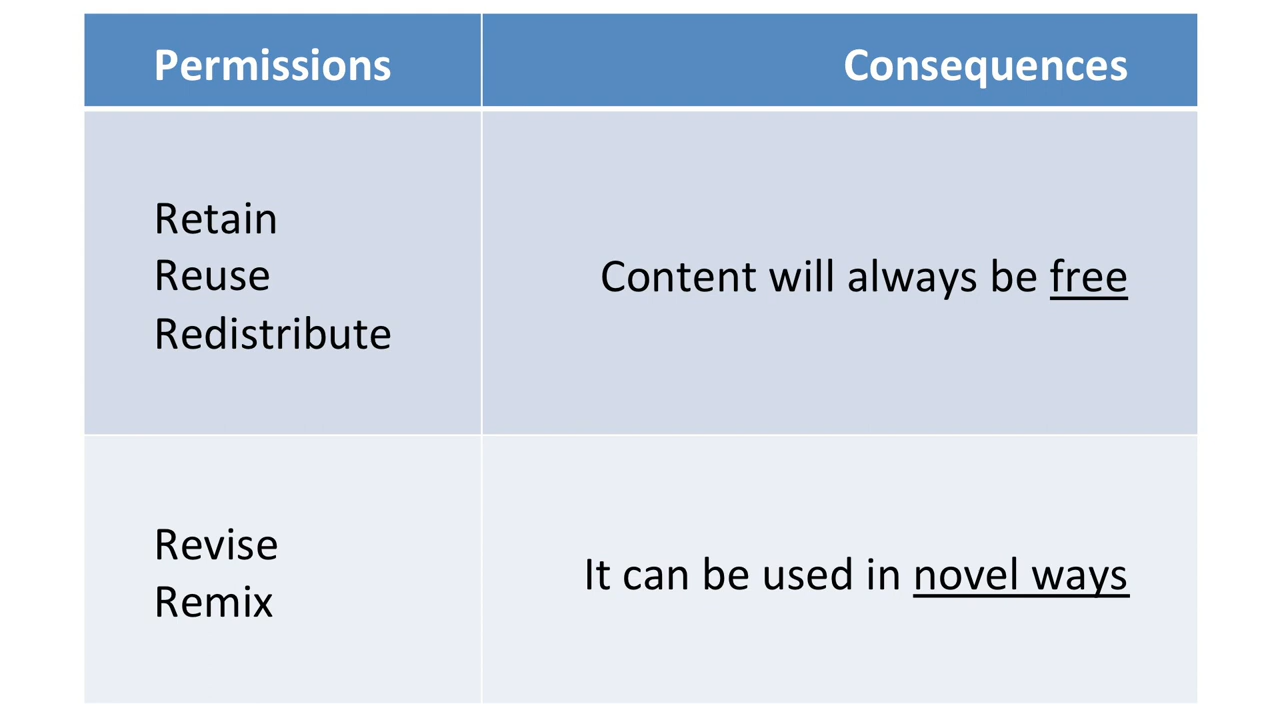 Permissions
Consequences
Retain
Reuse
Redistribute
Content will always be free
Revise
Remix
It can be used in novel ways